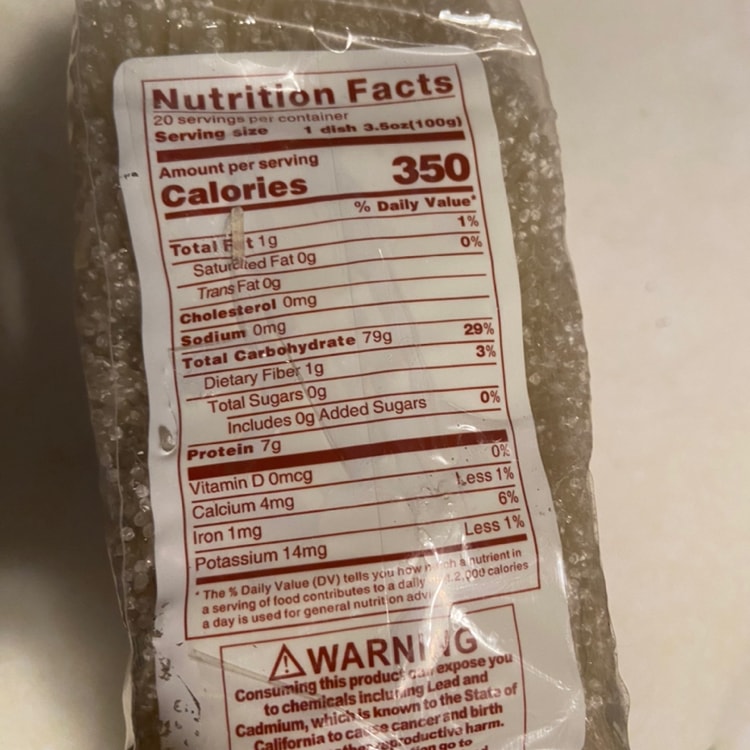 Nutrition Facts
20 servings per container
Serving size 1 dish 3.5oz(100g)
Amount per serving
Calories 350
% Daily Value*
Total Fat 1g 1%
Saturated Fat 0g 0%
Trans Fat 0g
Cholesterol 0mg
Sodium 0mg
Total Carbohydrate 79g 29%
Dietary Fiber 1g 3%
Total Sugars 0g
Includes 0g Added Sugars 0%
Protein 7g
Vitamin D 0mcg 0%
Calcium 4mg Less 1%
Iron 1mg 6%
Potassium 14mg Less 1%
* The % Daily Value (DV) tells you how much a nutrient in
a serving of food contributes to a daily 2,000 calories
a day is used for general nutrition
WARNING
Consuming this product can expose you
to chemicals including Lead and
Cadmium, which is known to the State of
California to cause cancer and birth
reproductive harm.
go to